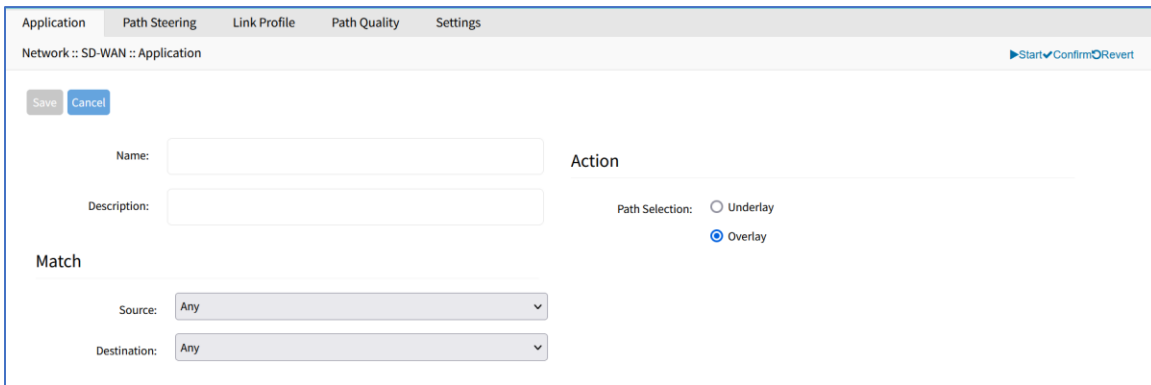 Application Path Steering Link Profile Path Quality Settings
Network :: SD-WAN :: Application
Start Confirm Revert
Save Cancel
Name:
Description:
Match
Source: Any
Destination: Any
Action
Path Selection: Underlay
Overlay